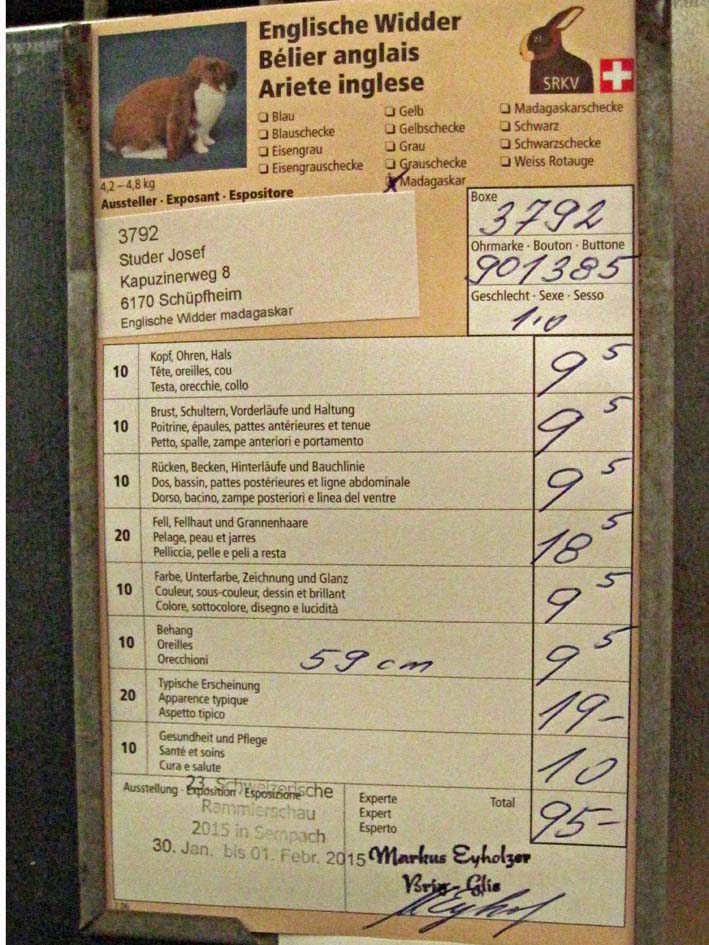 Englische Widder
Bélier anglais
Ariete inglese
SRKV
Blau
Blauschecke
Eisengrau
Eisengrauschecke
Gelb
Gelbschecke
Grau
Grauschecke
Madagaskar
Madagaskarschecke
Schwarz
Schwarzschecke
Weiss Rotauge
4,2 – 4,8 kg
Aussteller · Exposant · Espositore
3792
Studer Josef
Kapuzinerweg 8
6170 Schüpfheim
Englische Widder madagaskar
Boxe
3792
Ohrmarke · Bouton · Buttone
901385
Geschlecht · Sexe · Sesso
1.0
10
Kopf, Ohren, Hals
Tête, oreilles, cou
Testa, orecchie, collo
9 5
10
Brust, Schultern, Vorderläufe und Haltung
Poitrine, épaules, pattes antérieures et tenue
Petto, spalle, zampe anteriori e portamento
9 5
10
Rücken, Becken, Hinterläufe und Bauchlinie
Dos, bassin, pattes postérieures et ligne abdominale
Dorso, bacino, zampe posteriori e linea del ventre
9 5
20
Fell, Fellhaut und Grannenhaare
Pelage, peau et jarres
Pelliccia, pelle e peli a resta
18 5
10
Farbe, Unterfarbe, Zeichnung und Glanz
Couleur, sous-couleur, dessin et brillant
Colore, sottocolore, disegno e lucidità
9 5
10
Behang
Oreilles
Orecchioni
59 cm
9 5
20
Typische Erscheinung
Apparence typique
Aspetto tipico
19-
10
Gesundheit und Pflege
Santé et soins
Cura e salute
10
Ausstellung · Exposition · Esposizione
23. Schweizerische
Rammlerschau
2015 in Sempach
30. Jan. bis 01. Febr. 2015
Experte
Expert
Esperto
Total
95-
Markus Eyholzer
Brig - Glis